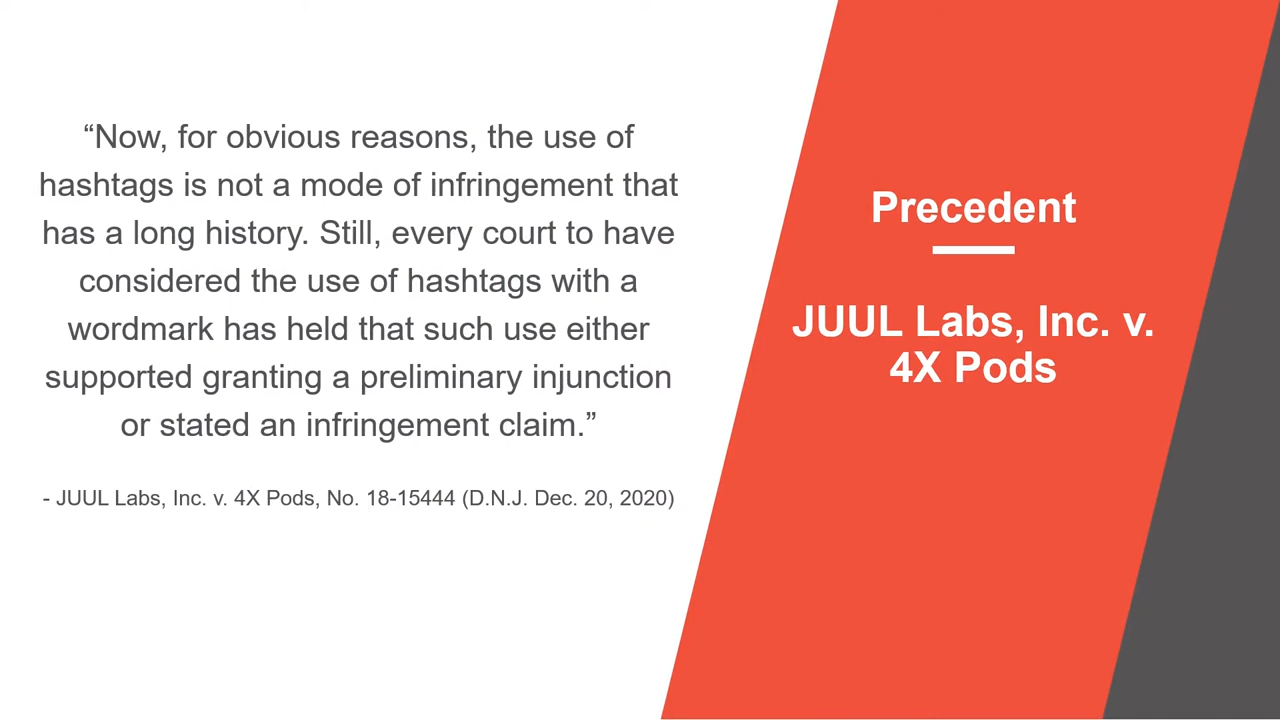 “Now, for obvious reasons, the use of
hashtags is not a mode of infringement that
has a long history. Still, every court to have
considered the use of hashtags with a
wordmark has held that such use either
supported granting a preliminary injunction
or stated an infringement claim.”
- JUUL Labs, Inc. v. 4X Pods, No. 18-15444 (D.N.J. Dec. 20, 2020)
Precedent
JUUL Labs, Inc. v.
4X Pods